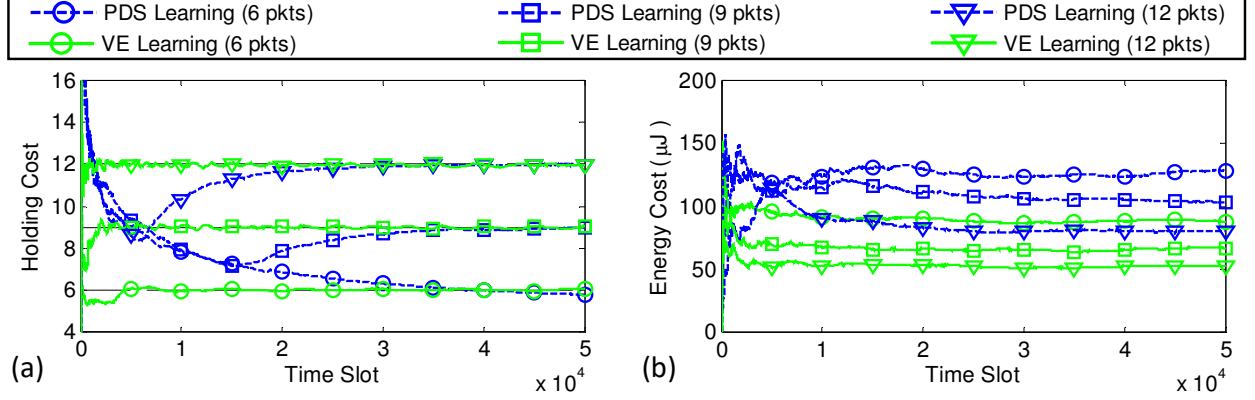 PDS Learning (6 pkts) PDS Learning (9 pkts) PDS Learning (12 pkts)
VE Learning (6 pkts) VE Learning (9 pkts) VE Learning (12 pkts)
16
14
12
10
8
6
4
Holding Cost
0 1 2 3 4 5
Time Slot
x 10^4
(a)
200
150
100
50
0
Energy Cost (μJ )
0 1 2 3 4 5
Time Slot
x 10^4
(b)